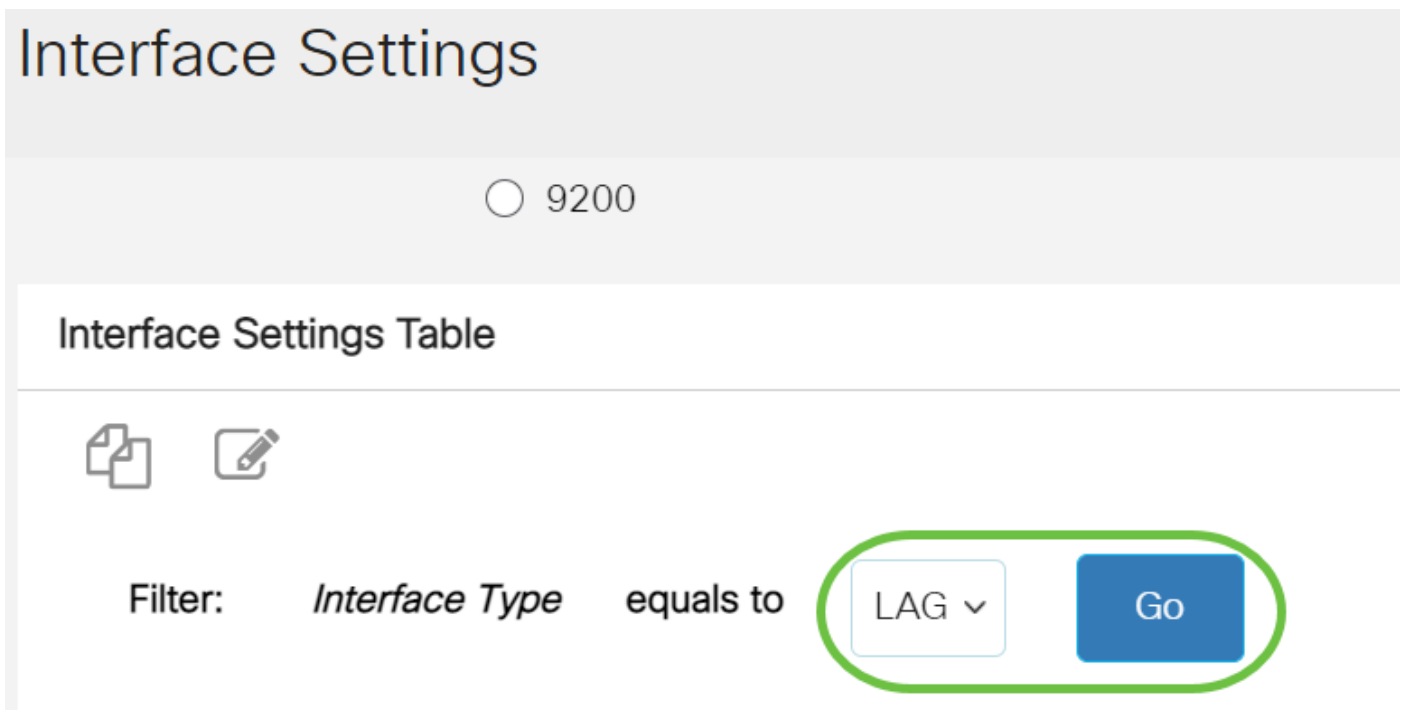 Interface Settings
9200
Interface Settings Table
Filter: Interface Type equals to LAG Go